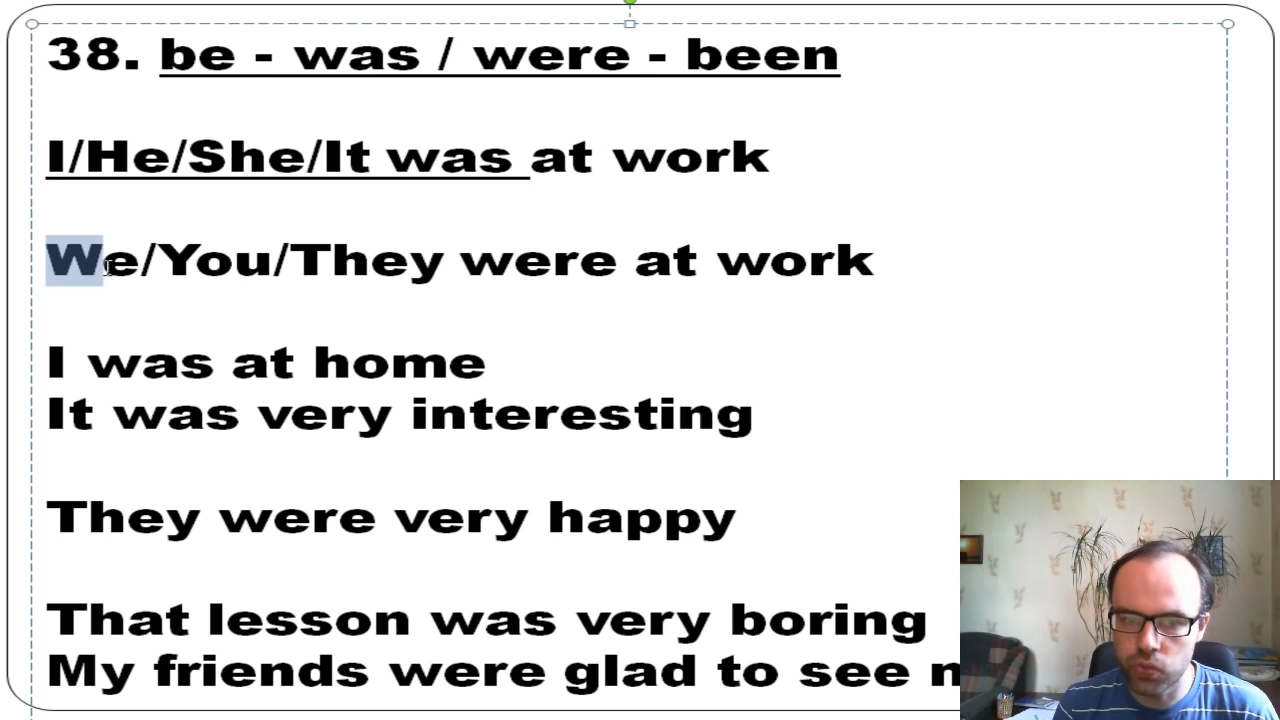 38. be - was / were - been
I/He/She/It was at work
We/You/They were at work
I was at home
It was very interesting
They were very happy
That lesson was very boring
My friends were glad to see